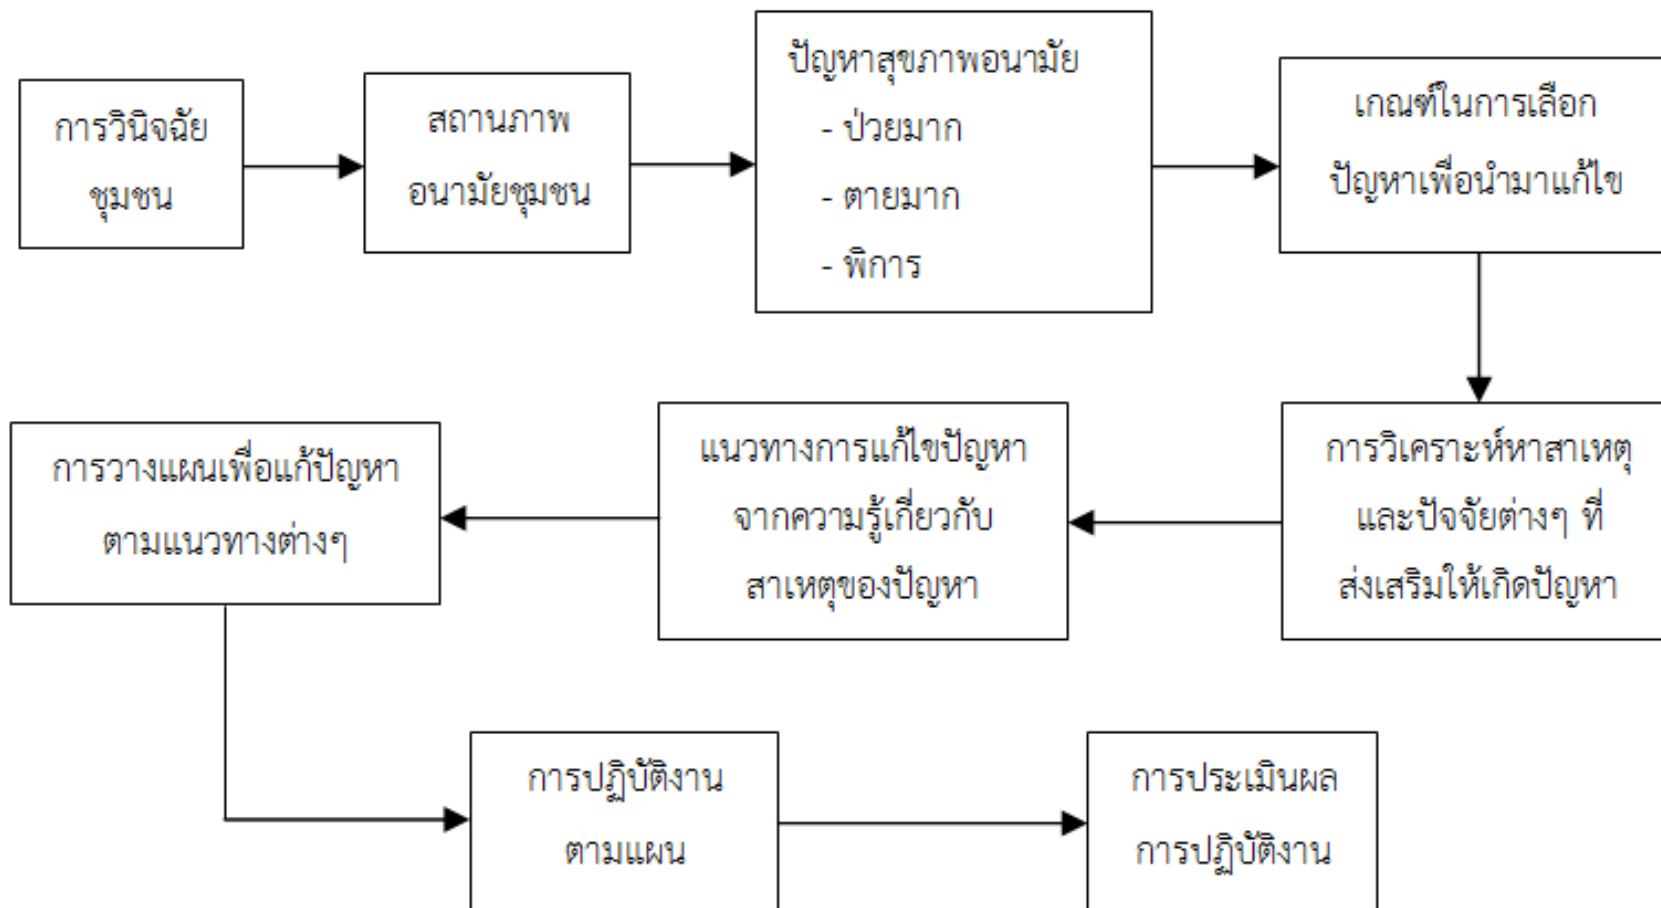 การวินิจฉัย
ชุมชน
สถานภาพ
อนามัยชุมชน
ปัญหาสุขภาพอนามัย
- ป่วยมาก
- ตายมาก
- พิการ
เกณฑ์ในการเลือก
ปัญหาเพื่อนำมาแก้ไข
การวิเคราะห์หาสาเหตุ
และปัจจัยต่างๆ ที่
ส่งเสริมให้เกิดปัญหา
แนวทางการแก้ไขปัญหา
จากความรู้เกี่ยวกับ
สาเหตุของปัญหา
การวางแผนเพื่อแก้ปัญหา
ตามแนวทางต่างๆ
การปฏิบัติงาน
ตามแผน
การประเมินผล
การปฏิบัติงาน